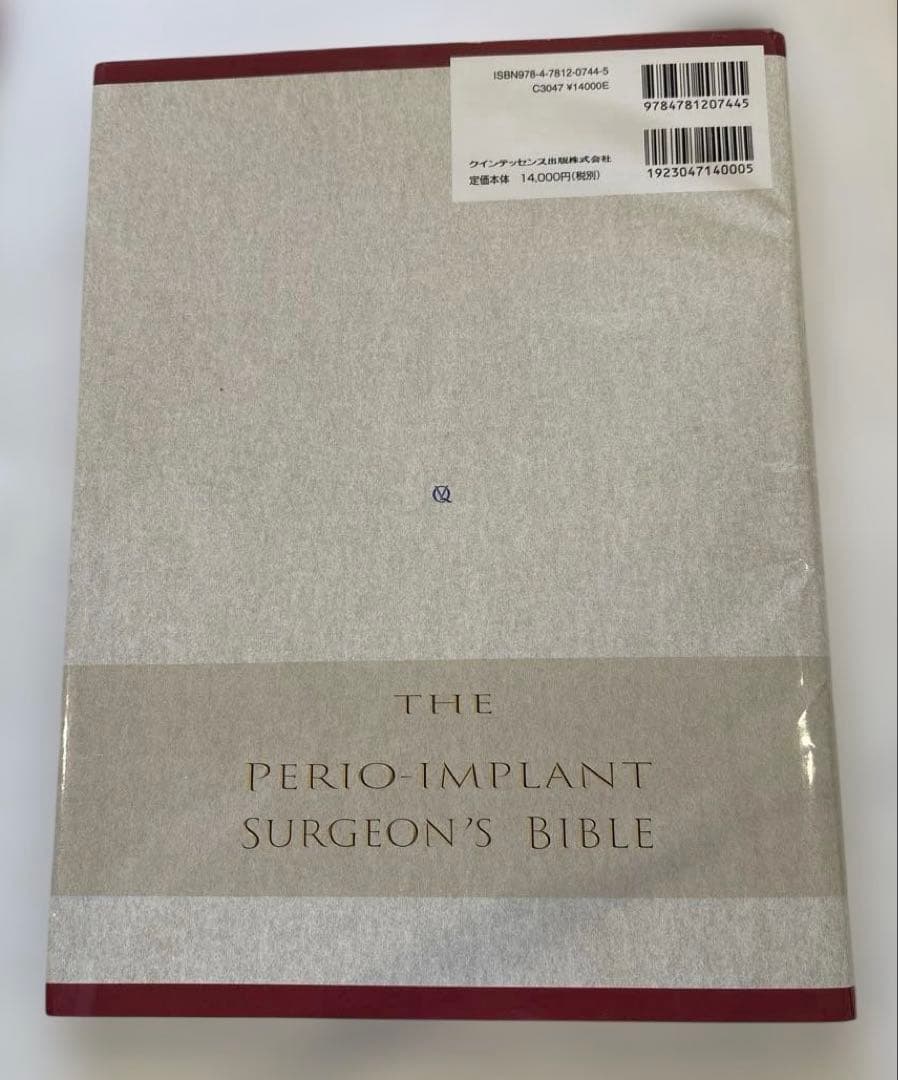 ISBN978-4-7812-0744-5
C3047 ¥14000E
9784781207445
クインテッセンス出版株式会社
定価本体 14,000円(税別)
1923047140005
THE
PERIO-IMPLANT
SURGEON'S BIBLE